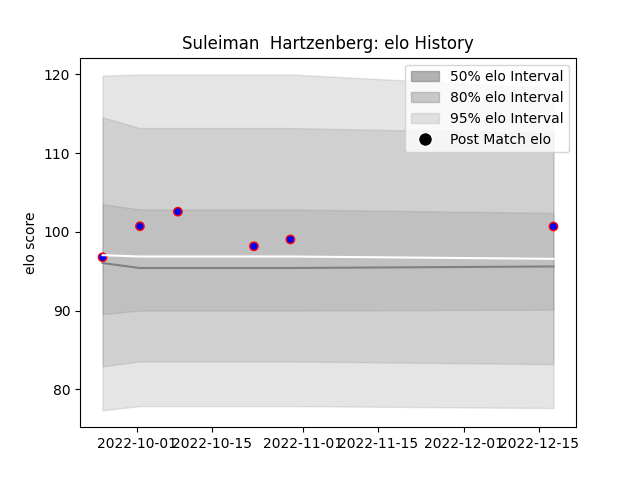 Suleiman  Hartzenberg: elo History
120
110
100
90
80
elo score
50% elo Interval
80% elo Interval
95% elo Interval
Post Match elo
2022-10-01
2022-10-15
2022-11-01
2022-11-15
2022-12-01
2022-12-15